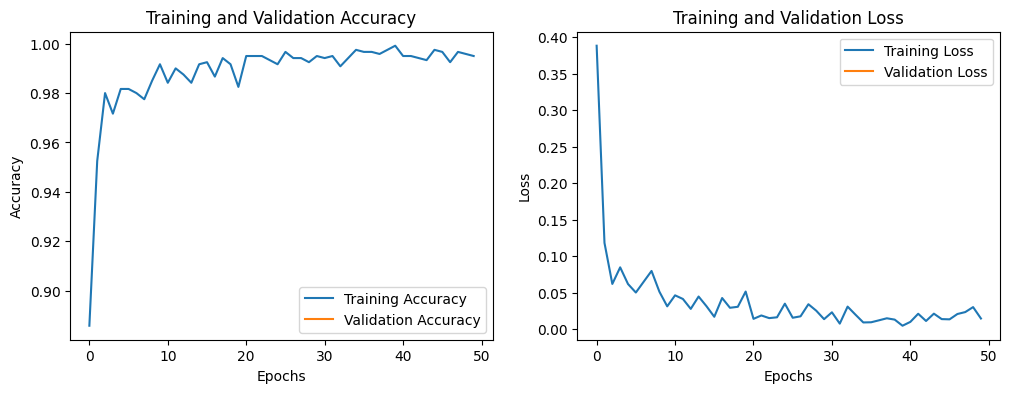 Training and Validation Accuracy
1.00
0.98
0.96
0.94
0.92
0.90
Accuracy
0 10 20 30 40 50
Epochs
Training Accuracy
Validation Accuracy
Training and Validation Loss
0.40
0.35
0.30
0.25
0.20
0.15
0.10
0.05
0.00
Loss
0 10 20 30 40 50
Epochs
Training Loss
Validation Loss